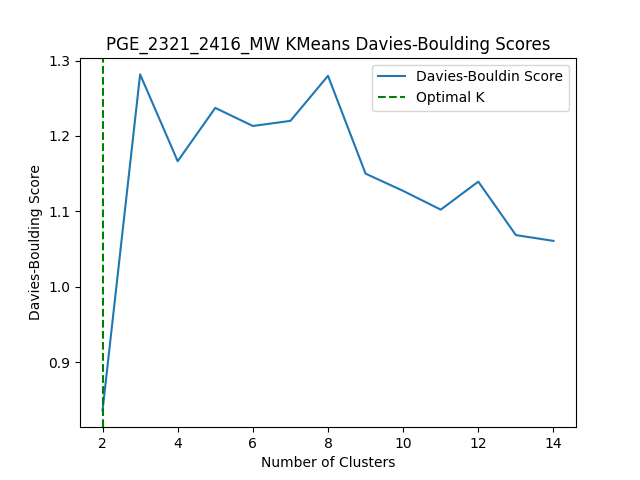 PGE_2321_2416_MW KMeans Davies-Boulding Scores
Davies-Bouldin Score
Optimal K
Davies-Boulding Score
1.3
1.2
1.1
1.0
0.9
2 4 6 8 10 12 14
Number of Clusters